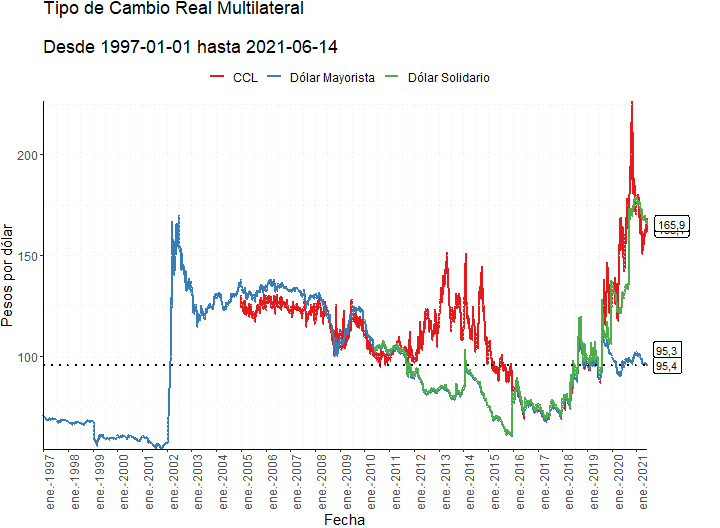 Tipo de Cambio Real Multilateral
Desde 1997-01-01 hasta 2021-06-14
CCL Dólar Mayorista Dólar Solidario
Pesos por dólar
200
150
100
165,9
95,3
95,4
ene.-1997
ene.-1998
ene.-1999
ene.-2000
ene.-2001
ene.-2002
ene.-2003
ene.-2004
ene.-2005
ene.-2006
ene.-2007
ene.-2008
ene.-2009
ene.-2010
ene.-2011
ene.-2012
ene.-2013
ene.-2014
ene.-2015
ene.-2016
ene.-2017
ene.-2018
ene.-2019
ene.-2020
ene.-2021
Fecha